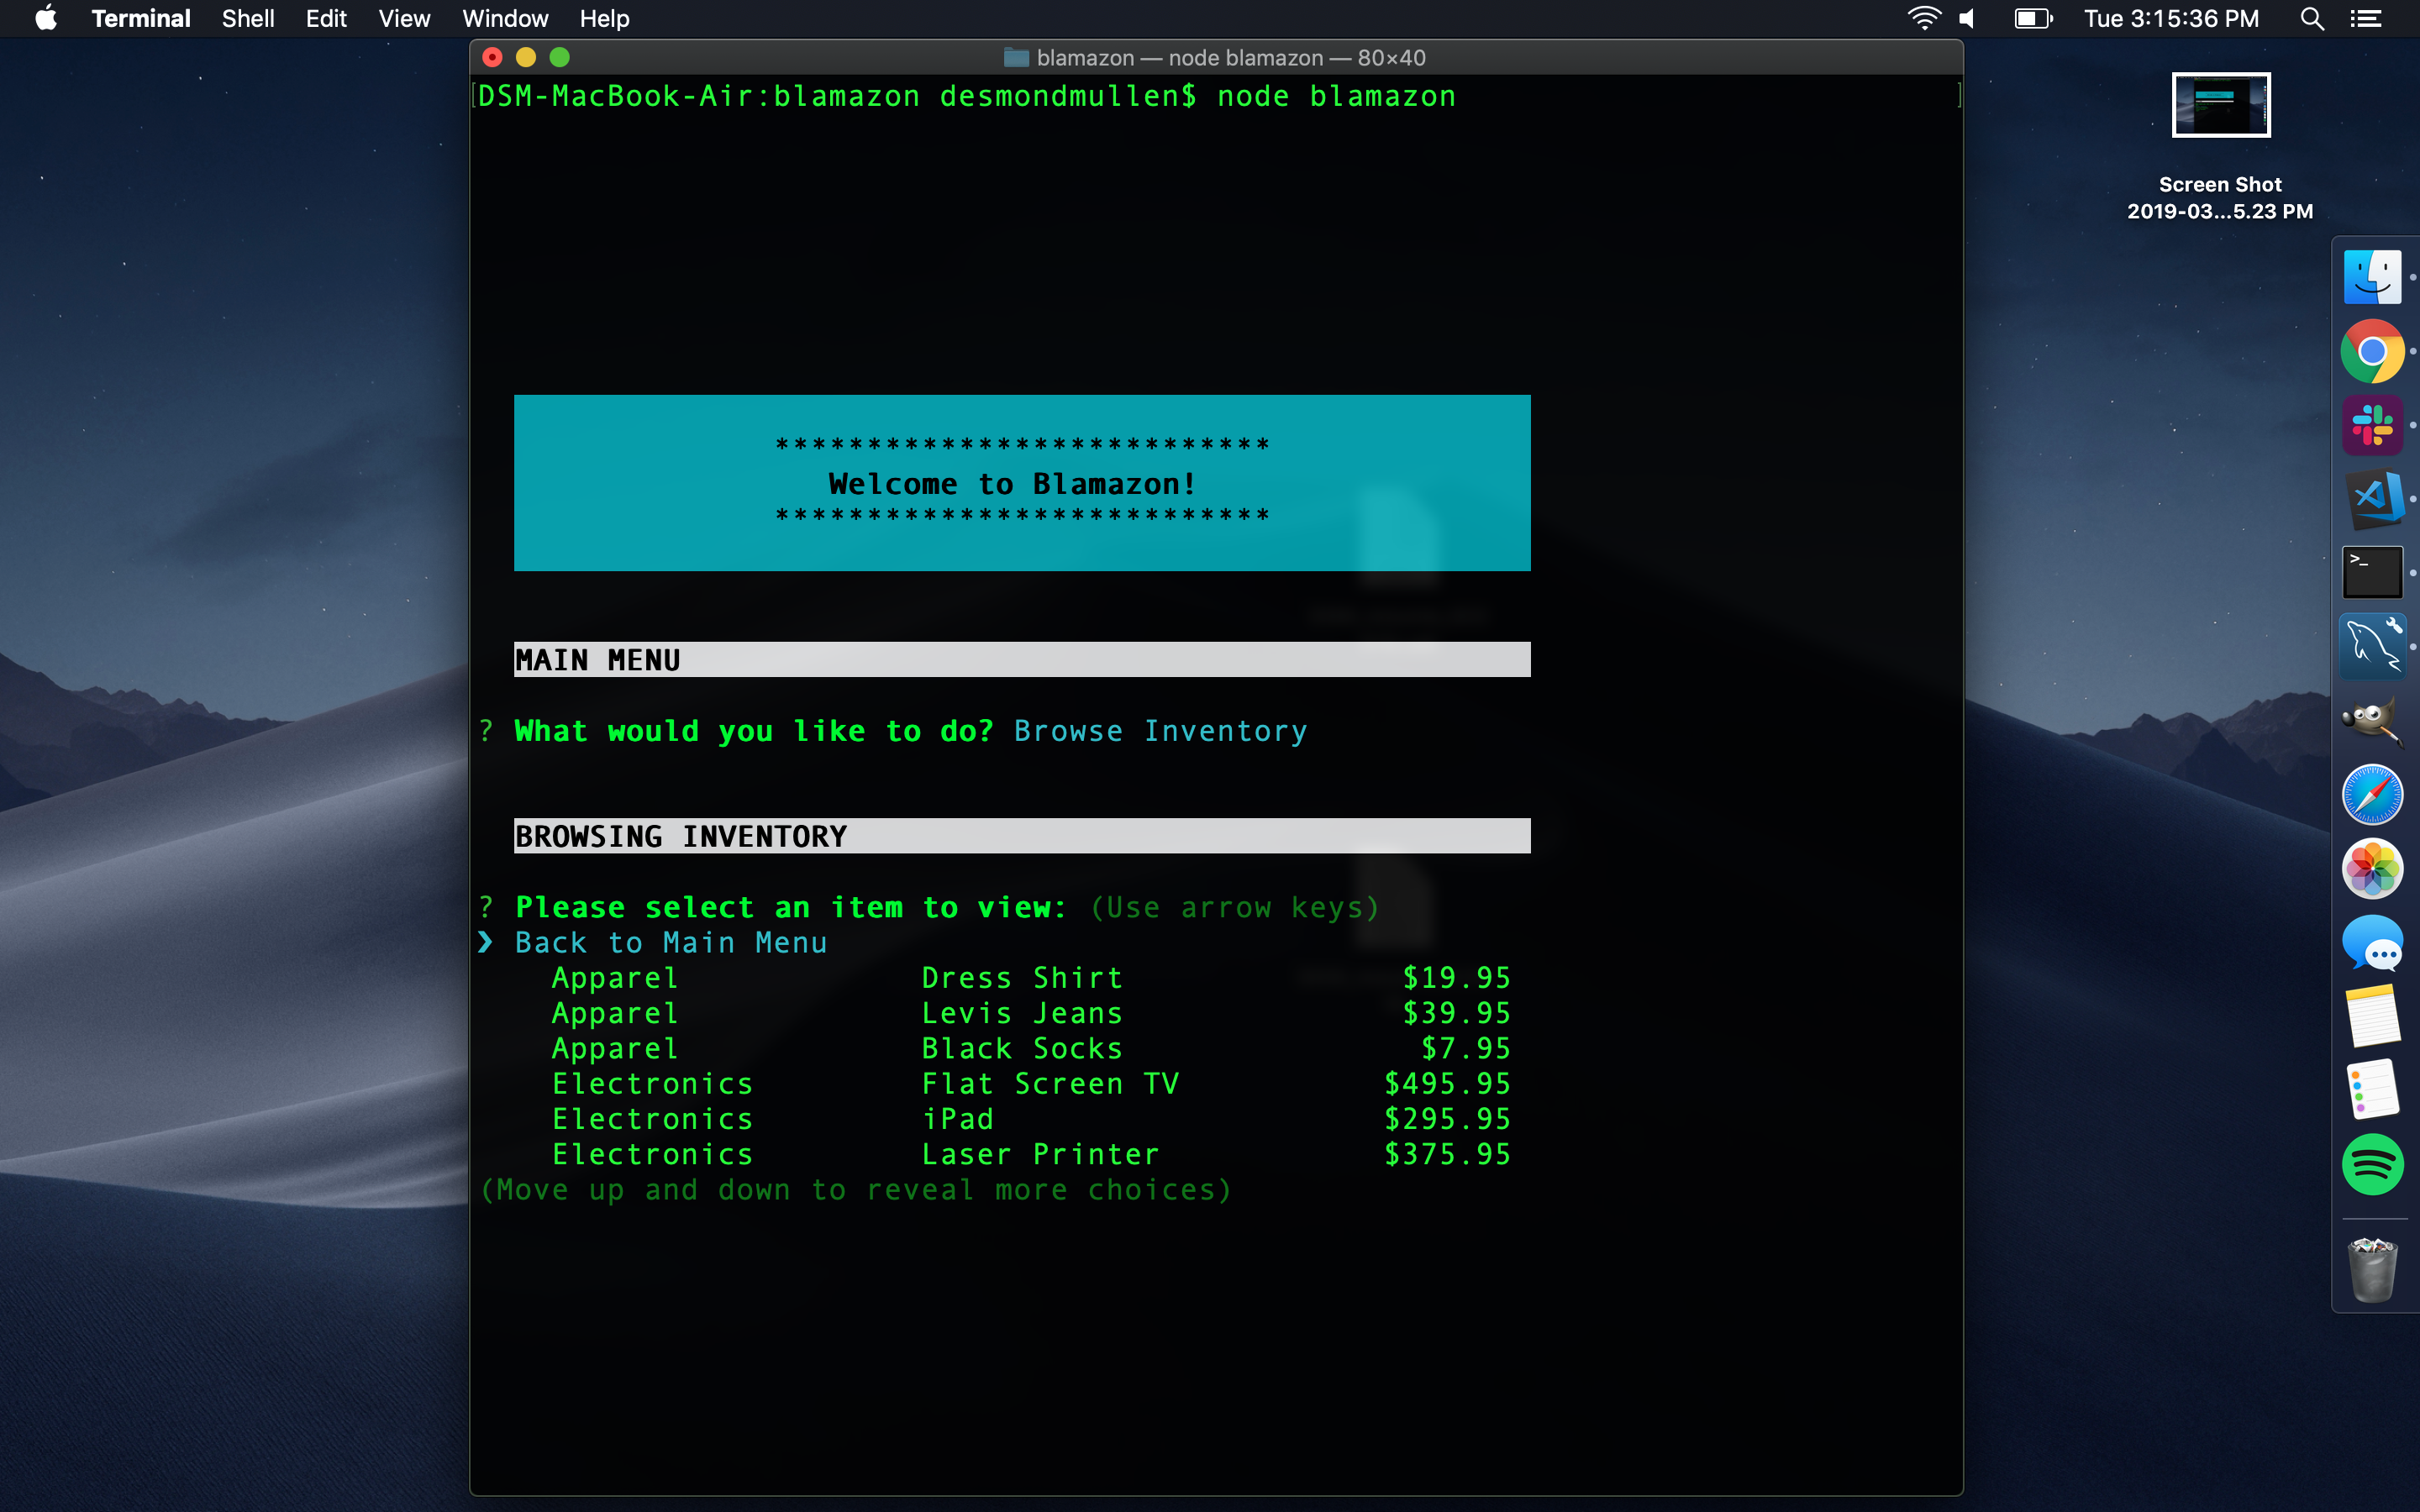 Terminal Shell Edit View Window Help Tue 3:15:36 PM
blamazon — node blamazon — 80×40
[DSM-MacBook-Air:blamazon desmondmullen$ node blamazon ]
***************************
Welcome to Blamazon!
***************************
MAIN MENU
? What would you like to do? Browse Inventory
BROWSING INVENTORY
? Please select an item to view: (Use arrow keys)
❯ Back to Main Menu
Apparel Dress Shirt $19.95
Apparel Levis Jeans $39.95
Apparel Black Socks $7.95
Electronics Flat Screen TV $495.95
Electronics iPad $295.95
Electronics Laser Printer $375.95
(Move up and down to reveal more choices)
Screen Shot
2019-03...5.23 PM
>_